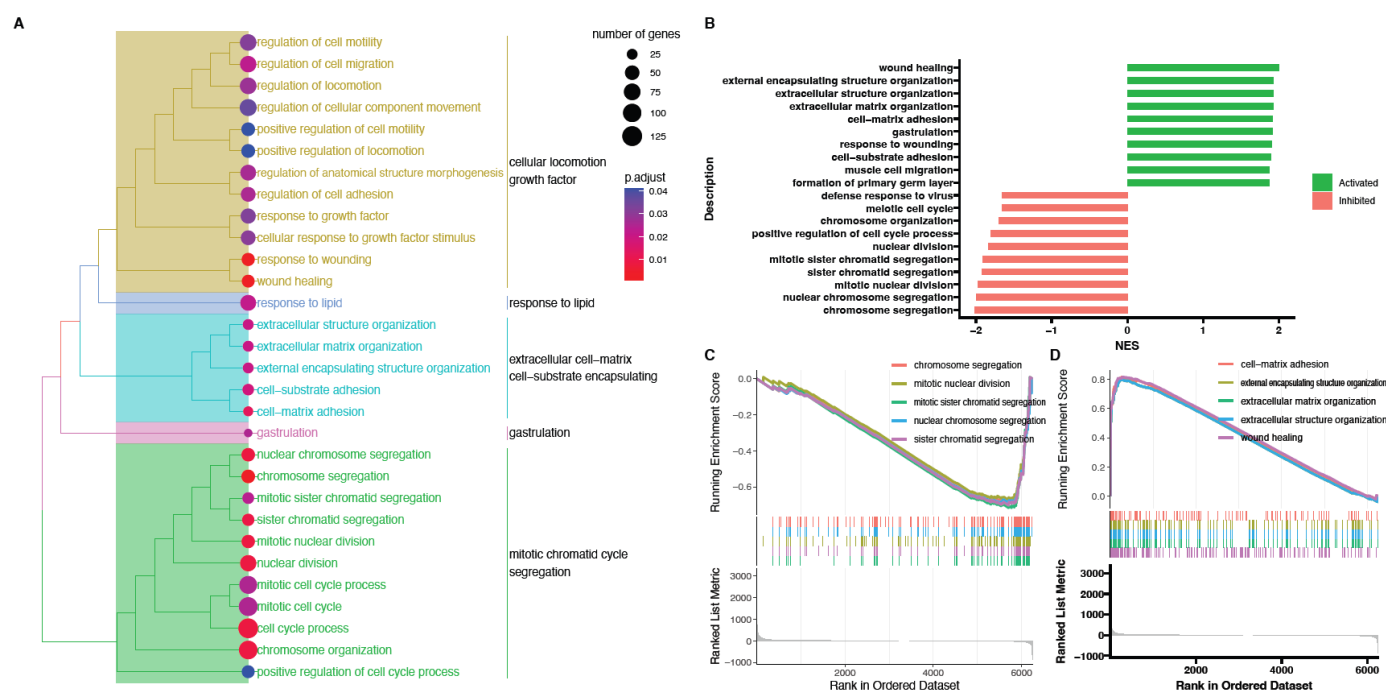 A
regulation of cell motility
regulation of cell migration
regulation of locomotion
regulation of cellular component movement
positive regulation of cell motility
positive regulation of locomotion
regulation of anatomical structure morphogenesis
regulation of cell adhesion
response to growth factor
cellular response to growth factor stimulus
response to wounding
wound healing
response to lipid
extracellular structure organization
extracellular matrix organization
external encapsulating structure organization
cell-substrate adhesion
cell-matrix adhesion
gastrulation
nuclear chromosome segregation
chromosome segregation
mitotic sister chromatid segregation
sister chromatid segregation
mitotic nuclear division
nuclear division
mitotic cell cycle process
mitotic cell cycle
cell cycle process
chromosome organization
positive regulation of cell cycle process
cellular locomotion
growth factor
response to lipid
extracellular cell-matrix
cell-substrate encapsulating
gastrulation
mitotic chromatid cycle
segregation
number of genes
25
50
75
100
125
p.adjust
0.04
0.03
0.02
0.01
B
Description
wound healing
external encapsulating structure organization
extracellular structure organization
extracellular matrix organization
cell-matrix adhesion
gastrulation
response to wounding
cell-substrate adhesion
muscle cell migration
formation of primary germ layer
defense response to virus
meiotic cell cycle
chromosome organization
positive regulation of cell cycle process
nuclear division
mitotic sister chromatid segregation
sister chromatid segregation
mitotic nuclear division
nuclear chromosome segregation
chromosome segregation
−2 −1 0 1 2
NES
Activated
Inhibited
C
chromosome segregation
mitotic nuclear division
mitotic sister chromatid segregation
nuclear chromosome segregation
sister chromatid segregation
Running Enrichment Score
0.0
−0.2
−0.4
−0.6
Ranked List Metric
3000
2000
1000
0
−1000
2000 4000 6000
Rank in Ordered Dataset
D
cell-matrix adhesion
external encapsulating structure organization
extracellular matrix organization
extracellular structure organization
wound healing
Running Enrichment Score
0.8
0.6
0.4
0.2
0.0
Ranked List Metric
3000
2000
1000
0
−1000
2000 4000 6000
Rank in Ordered Dataset